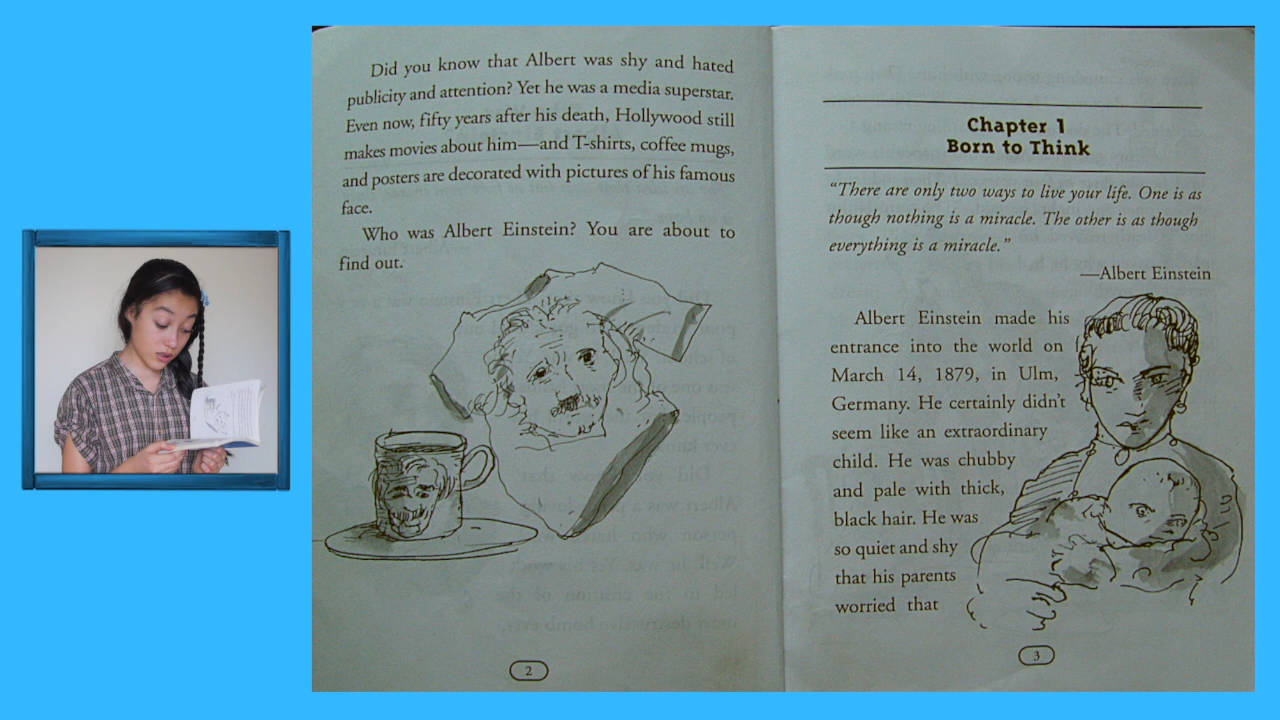 Did you know that Albert was shy and hated
publicity and attention? Yet he was a media superstar.
Even now, fifty years after his death, Hollywood still
makes movies about him—and T-shirts, coffee mugs,
and posters are decorated with pictures of his famous
face.
Who was Albert Einstein? You are about to
find out.
2
Chapter 1
Born to Think
“There are only two ways to live your life. One is as
though nothing is a miracle. The other is as though
everything is a miracle.”
—Albert Einstein
Albert Einstein made his
entrance into the world on
March 14, 1879, in Ulm,
Germany. He certainly didn’t
seem like an extraordinary
child. He was chubby
and pale with thick,
black hair. He was
so quiet and shy
that his parents
worried that
3